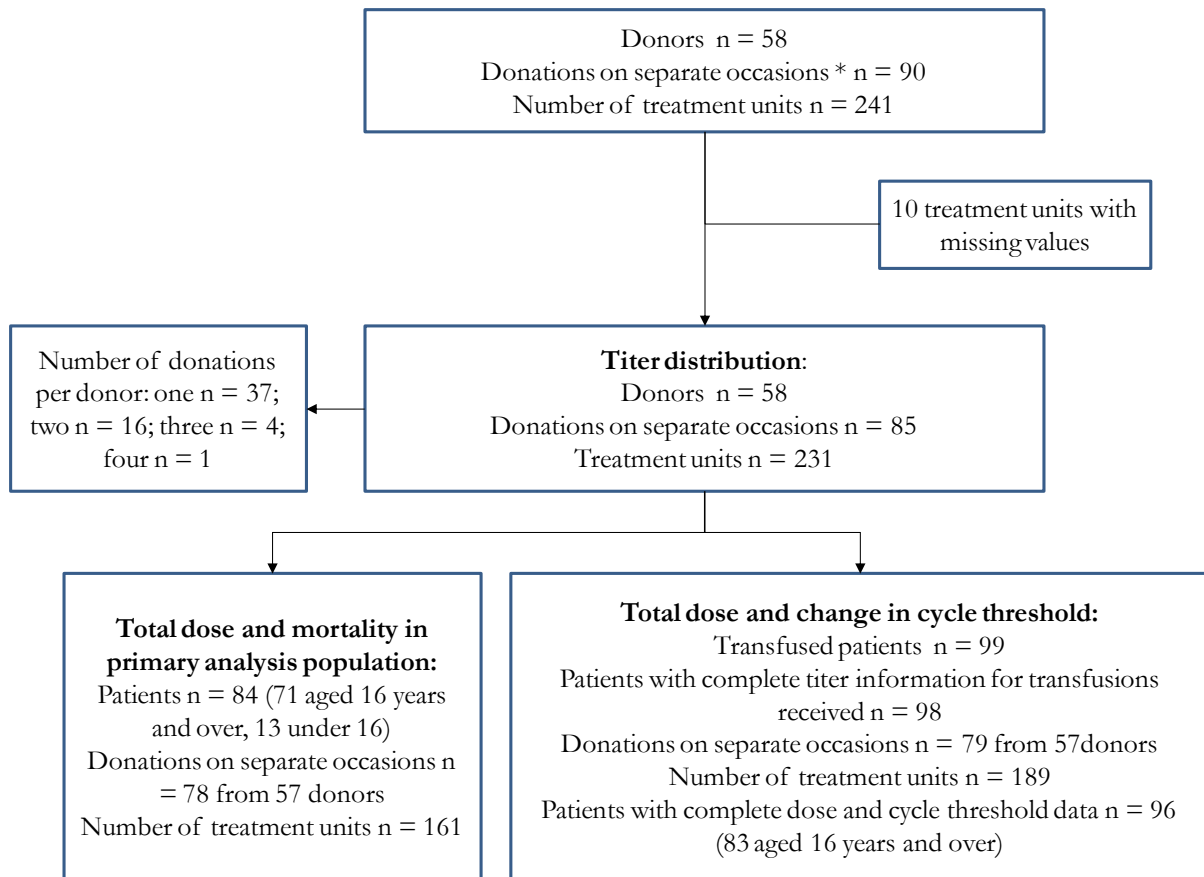 Donors n = 58
Donations on separate occasions * n = 90
Number of treatment units n = 241
10 treatment units with
missing values
Number of donations
per donor: one n = 37;
two n = 16; three n = 4;
four n = 1
Titer distribution:
Donors n = 58
Donations on separate occasions n = 85
Treatment units n = 231
Total dose and mortality in
primary analysis population:
Patients n = 84 (71 aged 16 years
and over, 13 under 16)
Donations on separate occasions n
= 78 from 57 donors
Number of treatment units n = 161
Total dose and change in cycle threshold:
Transfused patients n = 99
Patients with complete titer information for transfusions
received n = 98
Donations on separate occasions n = 79 from 57donors
Number of treatment units n = 189
Patients with complete dose and cycle threshold data n = 96
(83 aged 16 years and over)